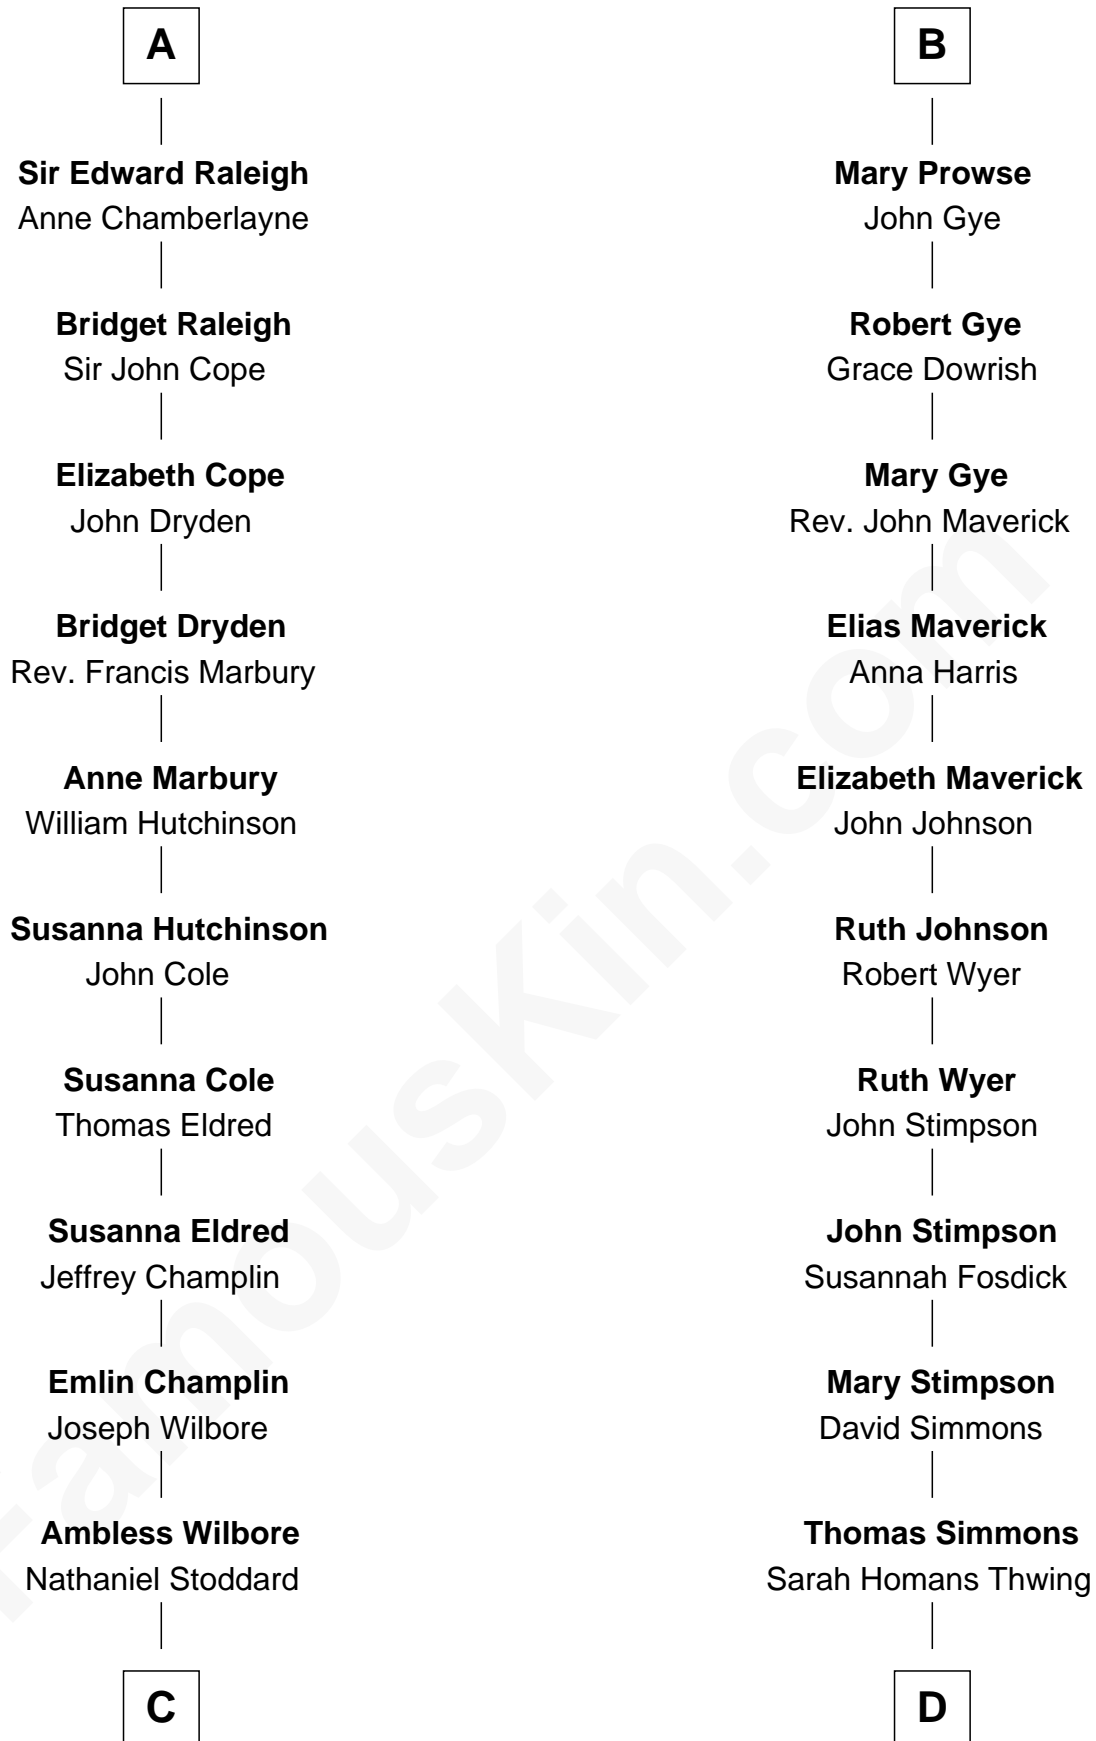 A
Sir Edward Raleigh
Anne Chamberlayne
Bridget Raleigh
Sir John Cope
Elizabeth Cope
John Dryden
Bridget Dryden
Rev. Francis Marbury
Anne Marbury
William Hutchinson
Susanna Hutchinson
John Cole
Susanna Cole
Thomas Eldred
Susanna Eldred
Jeffrey Champlin
Emlin Champlin
Joseph Wilbore
Ambless Wilbore
Nathaniel Stoddard
C
B
Mary Prowse
John Gye
Robert Gye
Grace Dowrish
Mary Gye
Rev. John Maverick
Elias Maverick
Anna Harris
Elizabeth Maverick
John Johnson
Ruth Johnson
Robert Wyer
Ruth Wyer
John Stimpson
John Stimpson
Susannah Fosdick
Mary Stimpson
David Simmons
Thomas Simmons
Sarah Homans Thwing
D
FamousKin.com